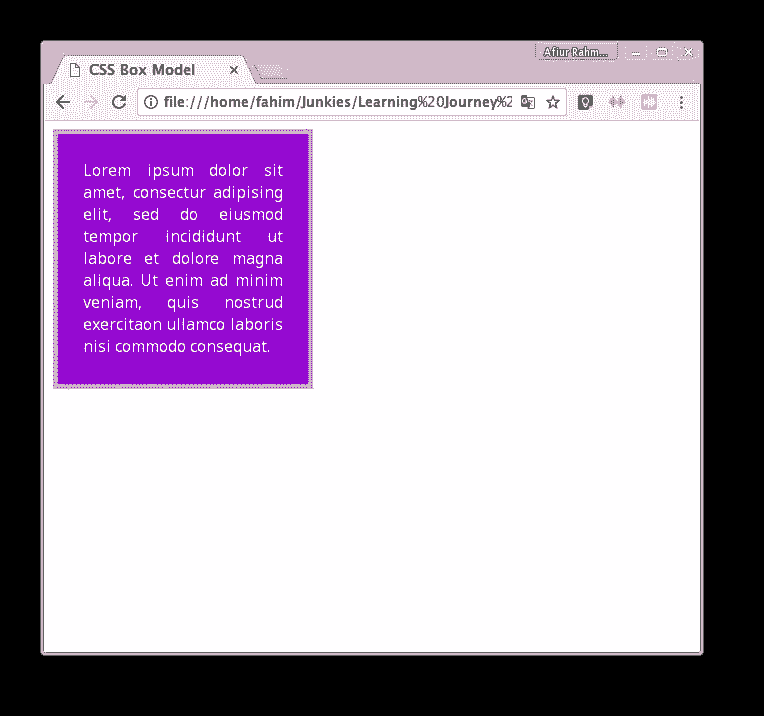 Afiur Rahm...
CSS Box Model
file:///home/fahim/Junkies/Learning%20Journey%2
Lorem ipsum dolor sit
amet, consectur adipising
elit, sed do eiusmod
tempor incididunt ut
labore et dolore magna
aliqua. Ut enim ad minim
veniam, quis nostrud
exercitaon ullamco laboris
nisi commodo consequat.